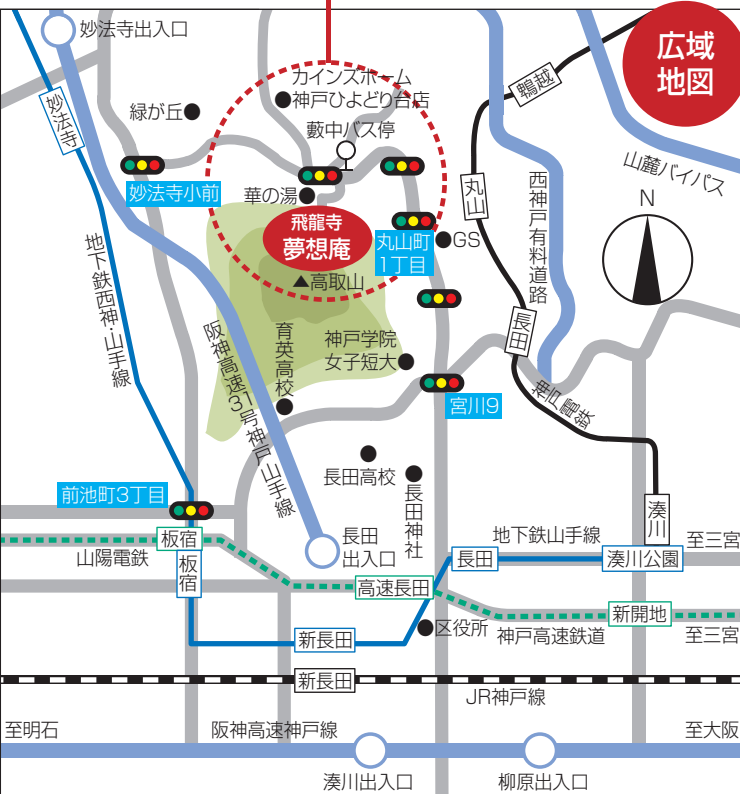 広域
地図
妙法寺出入口
カインズホーム
神戸ひよどり台店
鵯越
妙法寺
緑が丘
藪中バス停
山麓バイパス
妙法寺小前
華の湯
丸山
西神戸有料道路
N
飛龍寺
夢想庵
丸山町
1丁目
GS
地下鉄西神・山手線
高取山
長田
阪神高速31号神戸山手線
育英高校
神戸学院
女子短大
神戸電鉄
宮川9
長田高校
長田神社
前池町3丁目
湊川
板宿
山陽電鉄
板宿
長田
出入口
地下鉄山手線
至三宮
長田
湊川公園
高速長田
新開地
区役所
神戸高速鉄道
至三宮
新長田
新長田
JR神戸線
至明石
阪神高速神戸線
至大阪
湊川出入口
柳原出入口